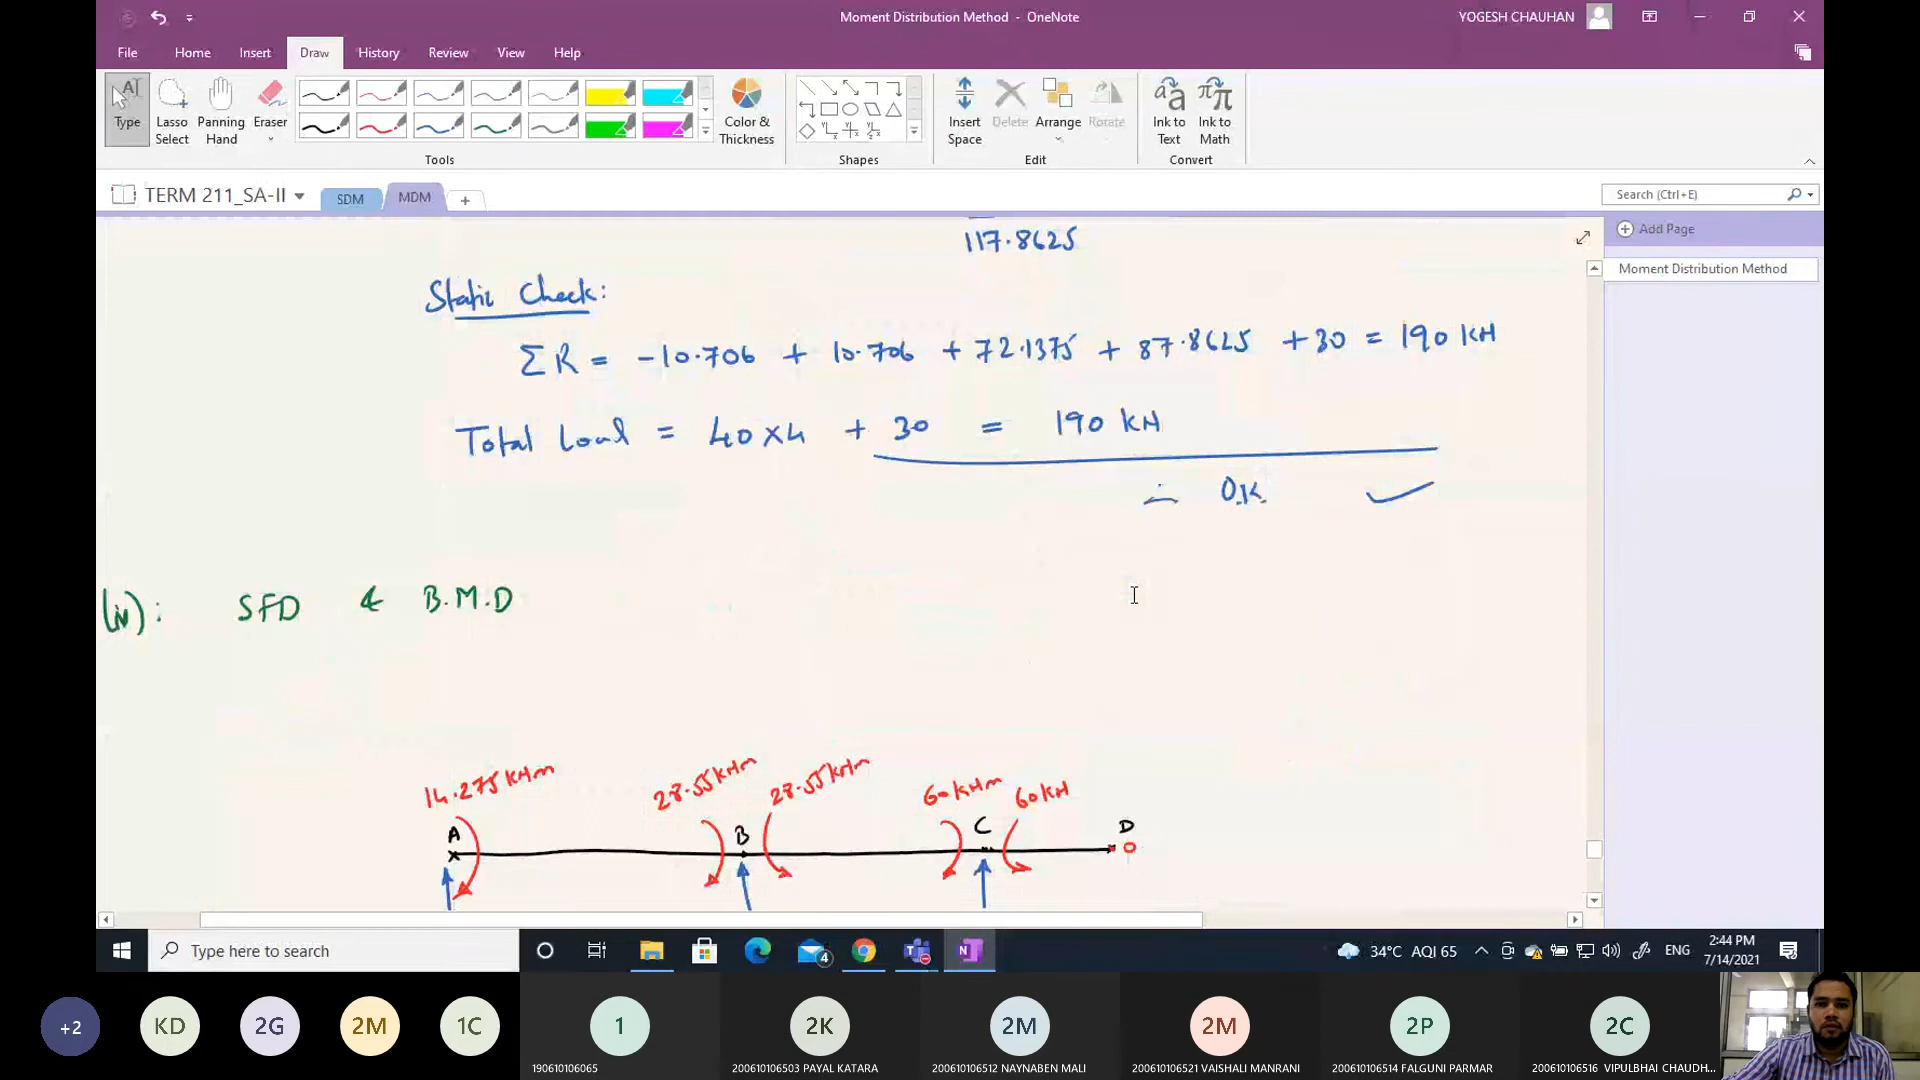 Moment Distribution Method - OneNote
YOGESH CHAUHAN
File Home Insert Draw History Review View Help
Type
Lasso Select
Panning Hand
Eraser
Color & Thickness
Insert Space
Delete
Arrange
Rotate
Ink to Text
Ink to Math
Tools Shapes Edit Convert
TERM 211_SA-II SDM MDM +
Search (Ctrl+E)
Add Page
Moment Distribution Method
117.8625
Static Check:
ΣR = -10.706 + 10.706 + 72.1375 + 87.8625 + 30 = 190 KN
Total Load = 40×4 + 30 = 190 KN
∴ O.K. ✓
(iv): SFD & B.M.D
14.275 KNm 28.55 KNm 28.55 KNm 60 KNm 60 KN
A B C D
0
Type here to search
4
34°C AQI 65
ENG
2:44 PM
7/14/2021
+2 KD 2G 2M 1C 1 2K 2M 2M 2P 2C
190610106065
200610106503 PAYAL KATARA
200610106512 NAYNABEN MALI
200610106521 VAISHALI MANRANI
200610106514 FALGUNI PARMAR
200610106516 VIPULBHAI CHAUDH...